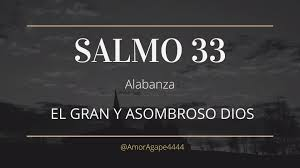 SALMO 33
Alabanza
EL GRAN Y ASOMBROSO DIOS
@AmorAgape4444